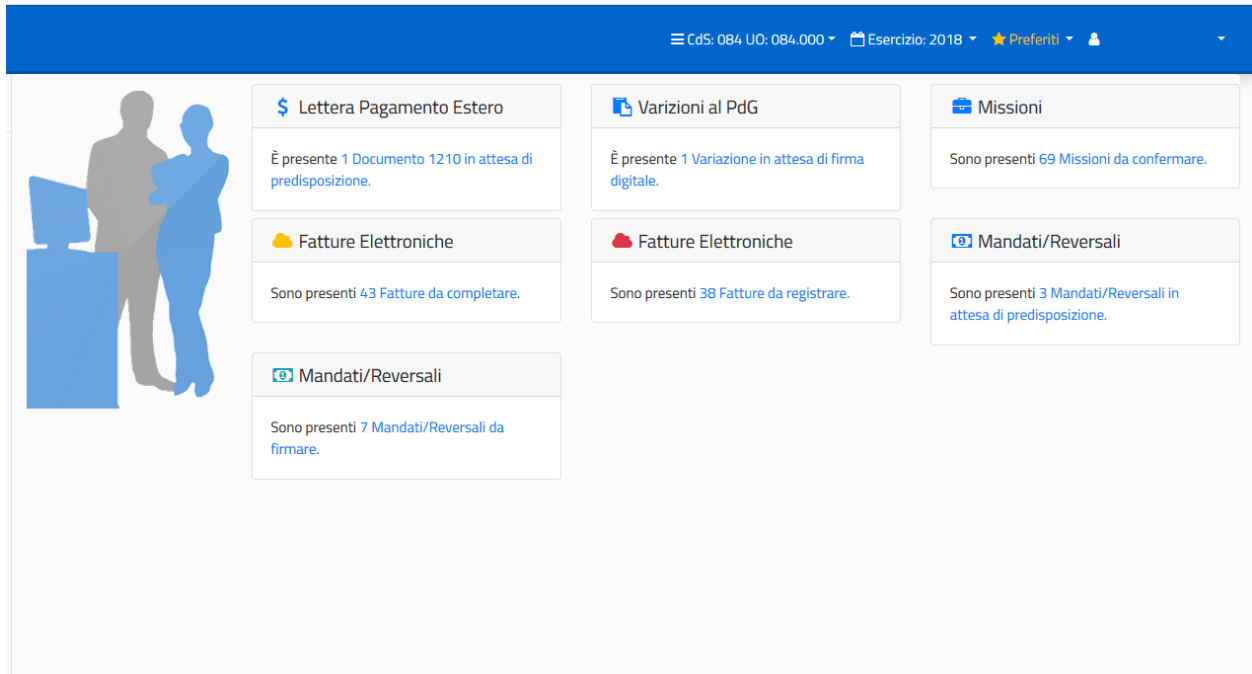 CdS: 084 UO: 084.000 Esercizio: 2018 Preferiti
Lettera Pagamento Estero
È presente 1 Documento 1210 in attesa di
predisposizione.
Varizioni al PdG
È presente 1 Variazione in attesa di firma
digitale.
Missioni
Sono presenti 69 Missioni da confermare.
Fatture Elettroniche
Sono presenti 43 Fatture da completare.
Fatture Elettroniche
Sono presenti 38 Fatture da registrare.
Mandati/Reversali
Sono presenti 3 Mandati/Reversali in
attesa di predisposizione.
Mandati/Reversali
Sono presenti 7 Mandati/Reversali da
firmare.